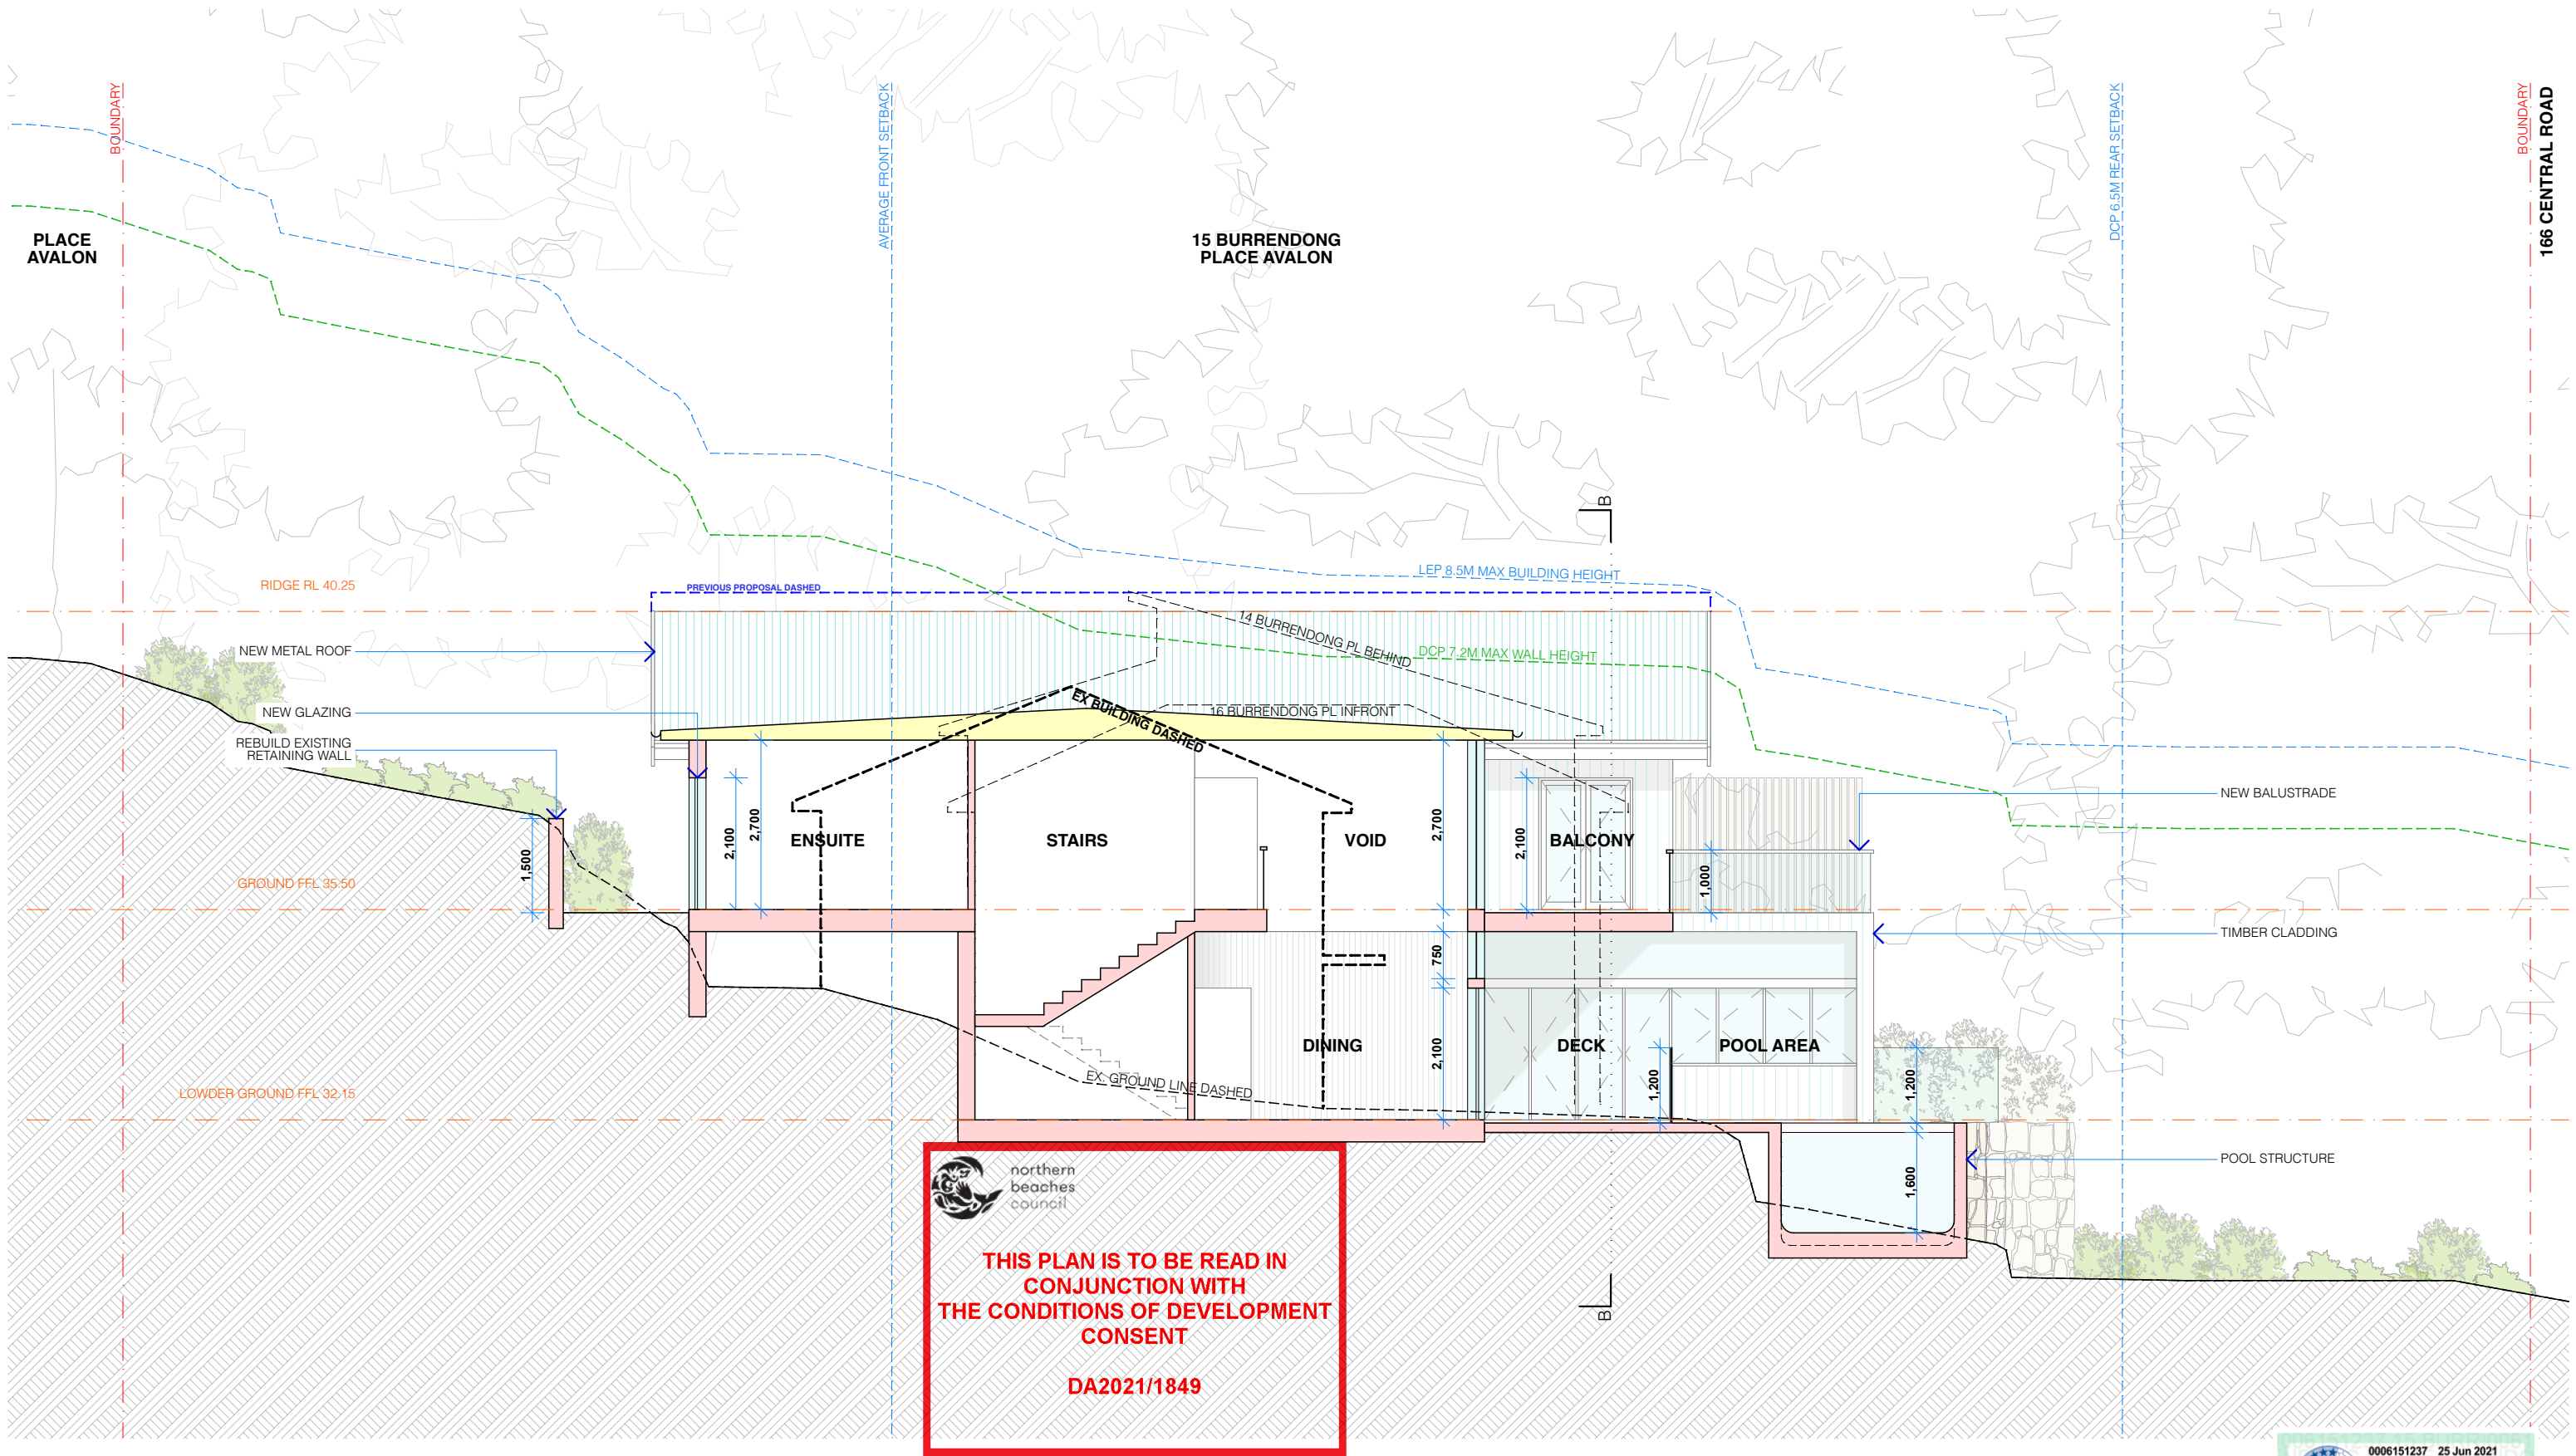 BOUNDARY
AVERAGE FRONT SETBACK
DCP 6.5M REAR SETBACK
BOUNDARY
166 CENTRAL ROAD
PLACE
AVALON
15 BURRENDONG
PLACE AVALON
B
RIDGE RL 40.25
PREVIOUS PROPOSAL DASHED
LEP 8.5M MAX BUILDING HEIGHT
14 BURRENDONG PL BEHIND
DCP 7.2M MAX WALL HEIGHT
NEW METAL ROOF
EX BUILDING DASHED
16 BURRENDONG PL INFRONT
NEW GLAZING
REBUILD EXISTING
RETAINING WALL
NEW BALUSTRADE
1,500
2,100
2,700
ENSUITE
STAIRS
VOID
2,700
2,100
BALCONY
1,000
GROUND FFL 35.50
TIMBER CLADDING
750
DINING
2,100
DECK
1,200
POOL AREA
1,200
EX. GROUND LINE DASHED
LOWDER GROUND FFL 32.15
POOL STRUCTURE
1,600
northern
beaches
council
THIS PLAN IS TO BE READ IN
CONJUNCTION WITH
THE CONDITIONS OF DEVELOPMENT
CONSENT
DA2021/1849
B
0006151237 25 Jun 2021